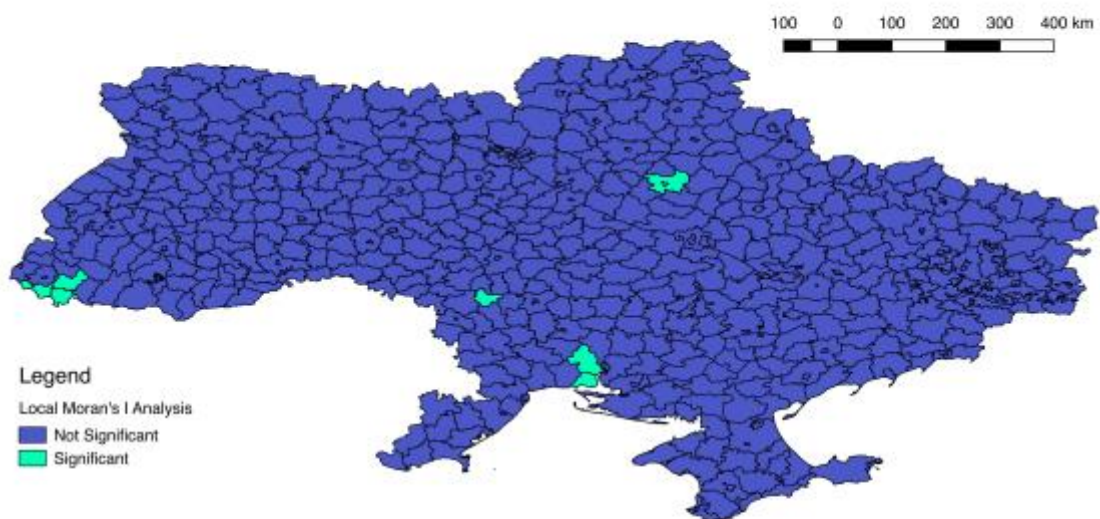 100 0 100 200 300 400 km
Legend
Local Moran's I Analysis
Not Significant
Significant